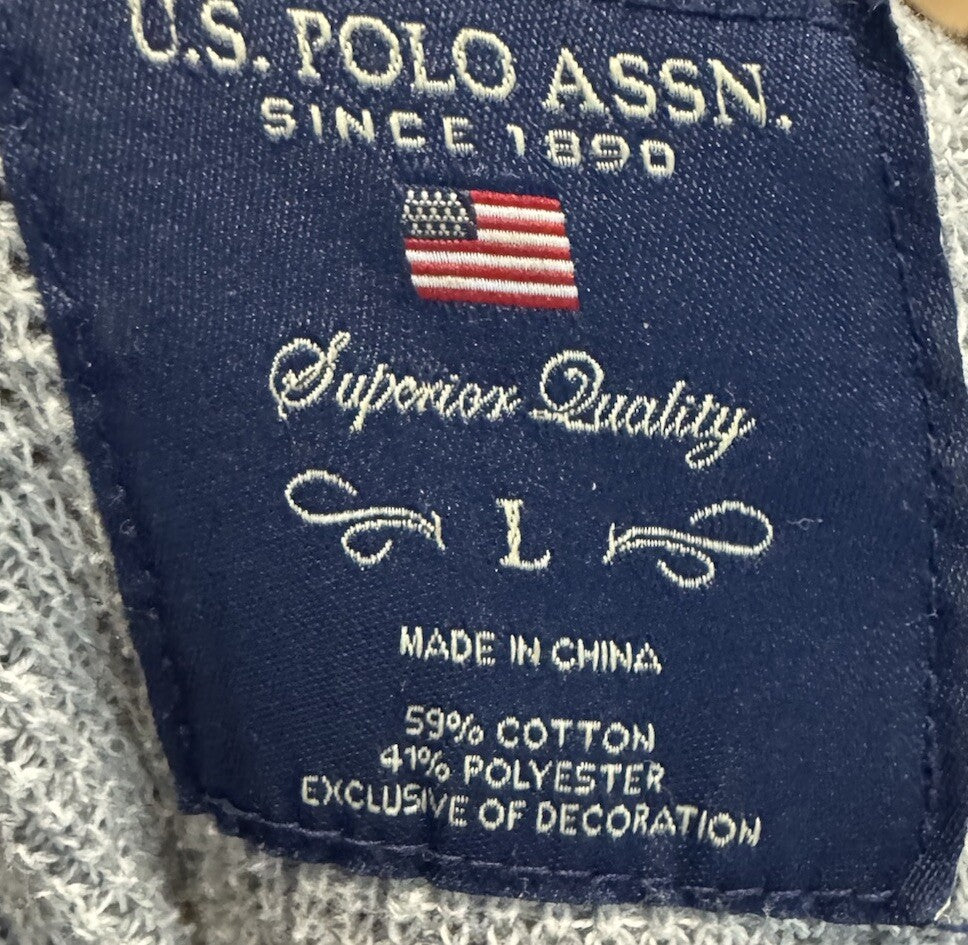 U.S. POLO ASSN.
SINCE 1890
Superior Quality
L
MADE IN CHINA
59% COTTON
41% POLYESTER
EXCLUSIVE OF DECORATION